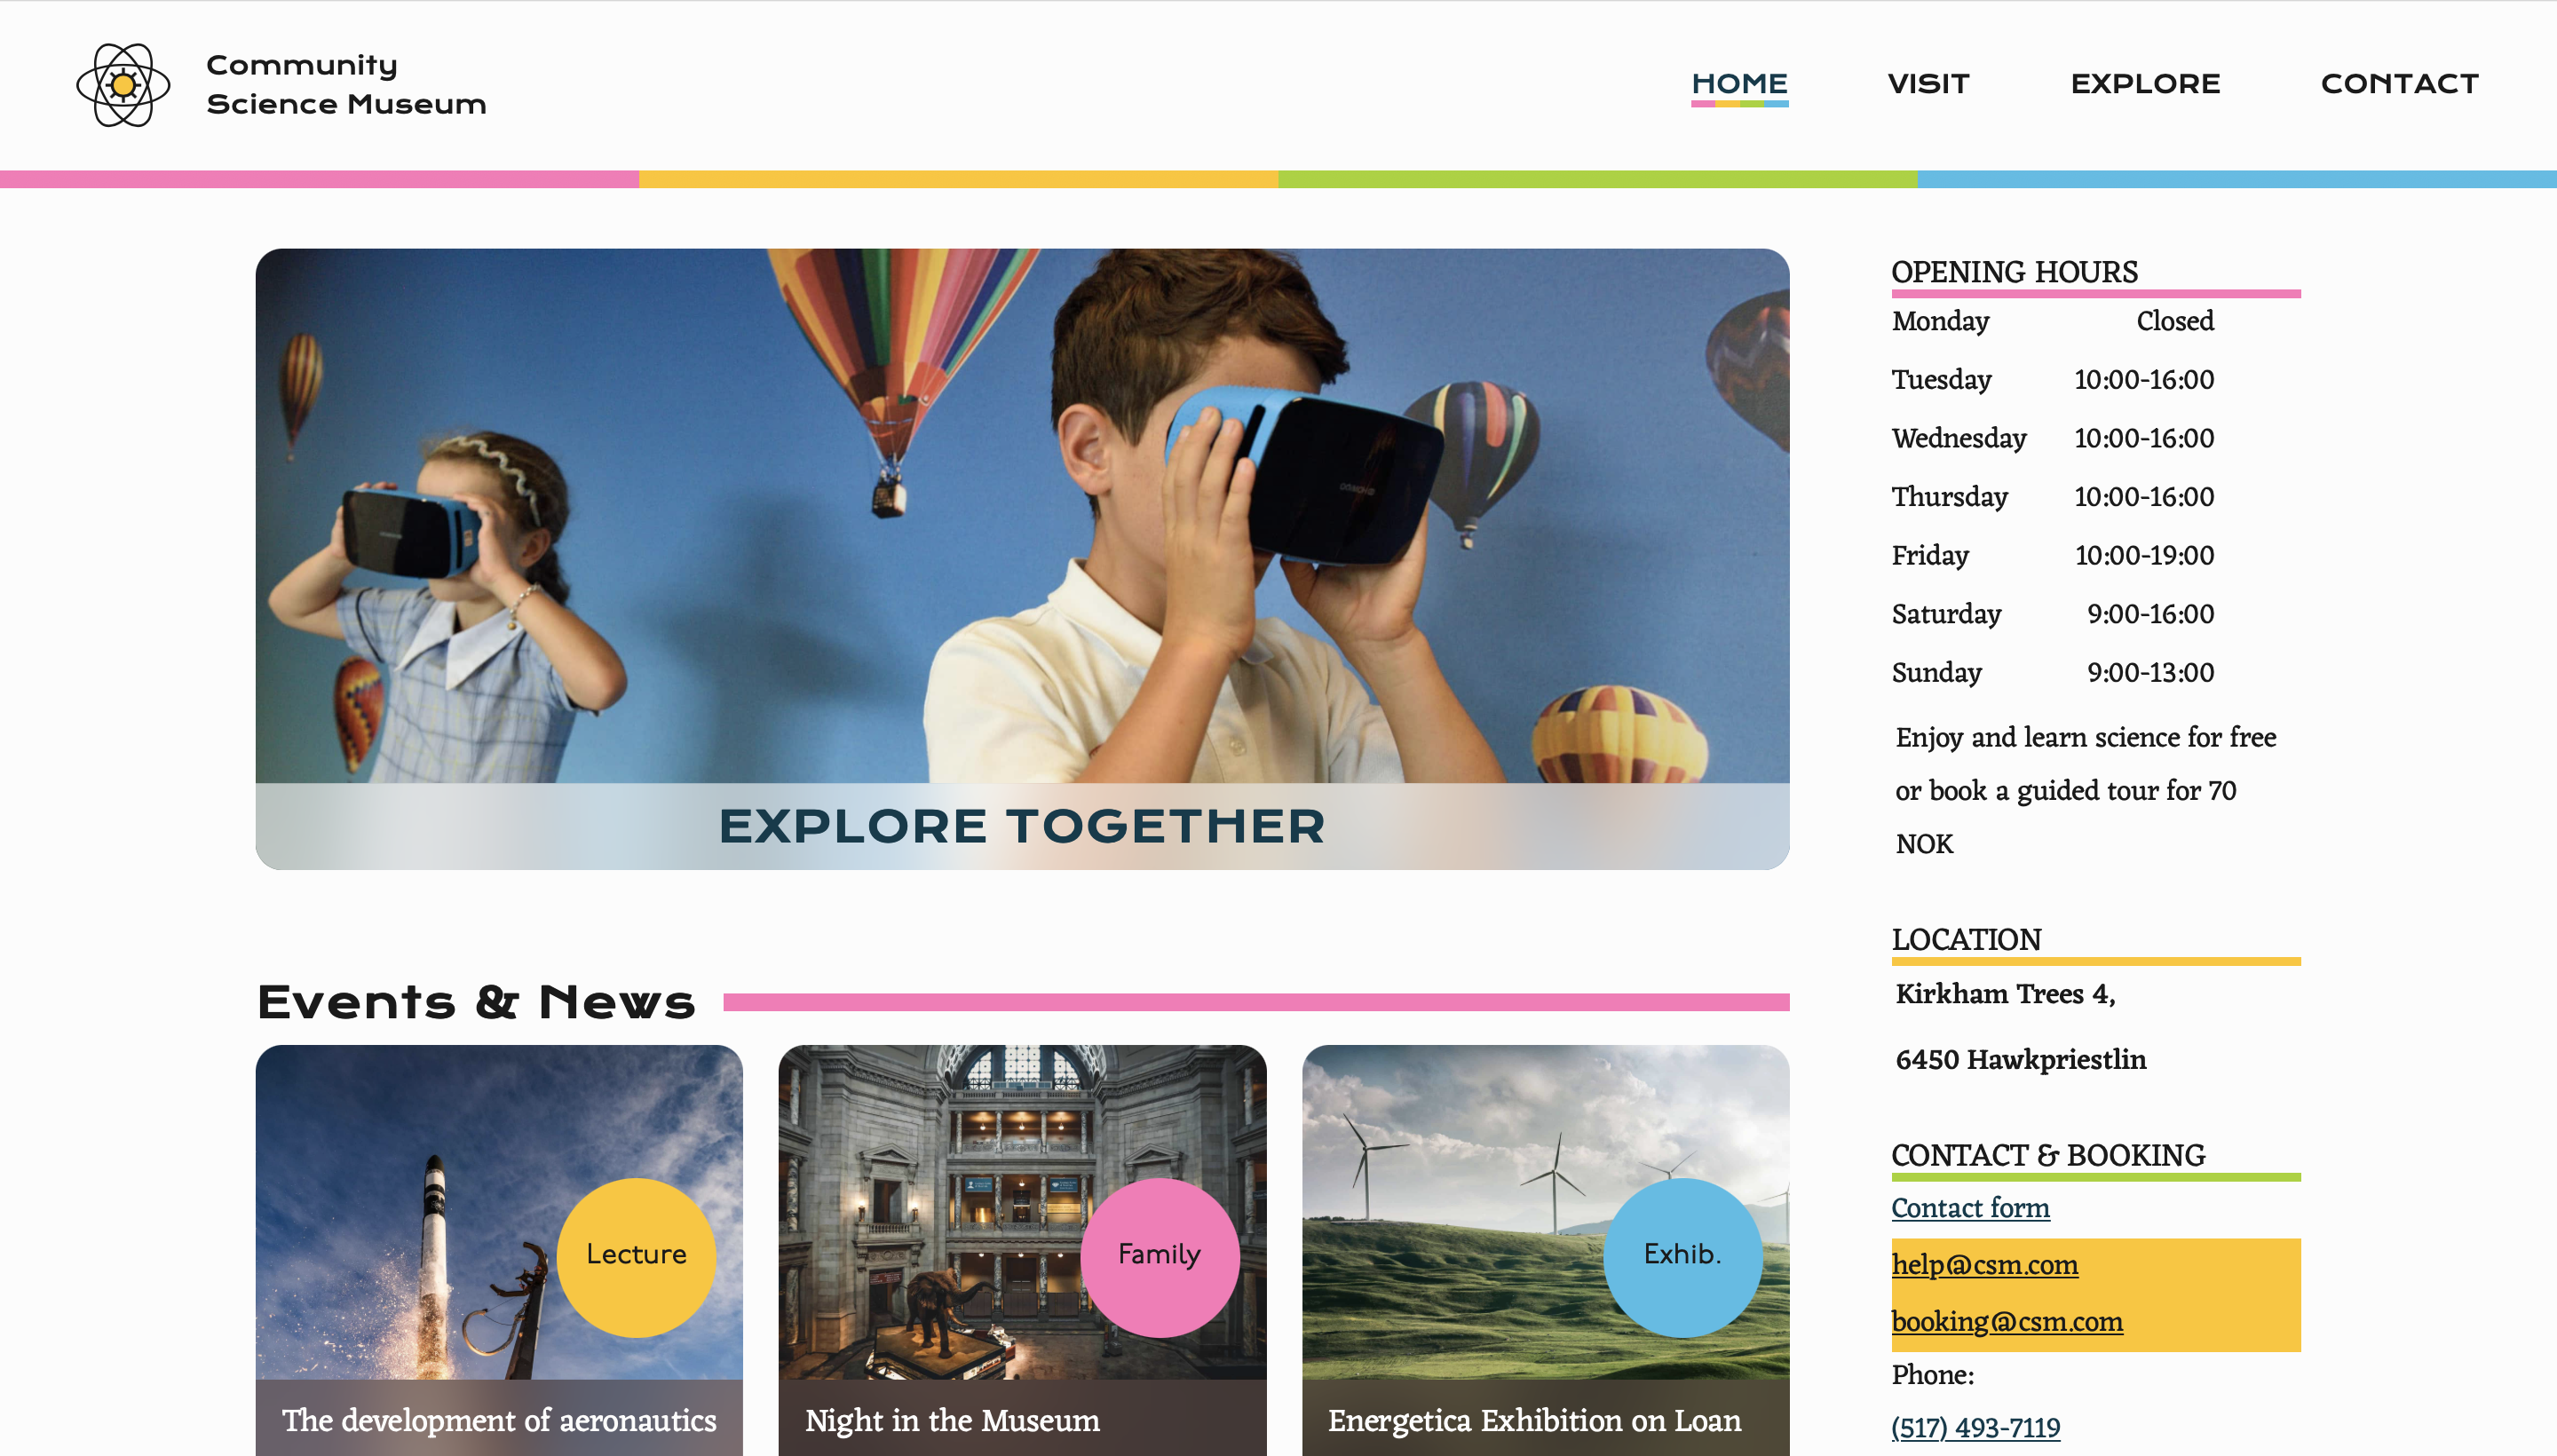 Community
Science Museum
HOME
VISIT
EXPLORE
CONTACT
EXPLORE TOGETHER
Events & News
Lecture
The development of aeronautics
Family
Night in the Museum
Exhib.
Energetica Exhibition on Loan
OPENING HOURS
Monday Closed
Tuesday 10:00-16:00
Wednesday 10:00-16:00
Thursday 10:00-16:00
Friday 10:00-19:00
Saturday 9:00-16:00
Sunday 9:00-13:00
Enjoy and learn science for free
or book a guided tour for 70
NOK
LOCATION
Kirkham Trees 4,
6450 Hawkpriestlin
CONTACT & BOOKING
Contact form
help@csm.com
booking@csm.com
Phone:
(517) 493-7119